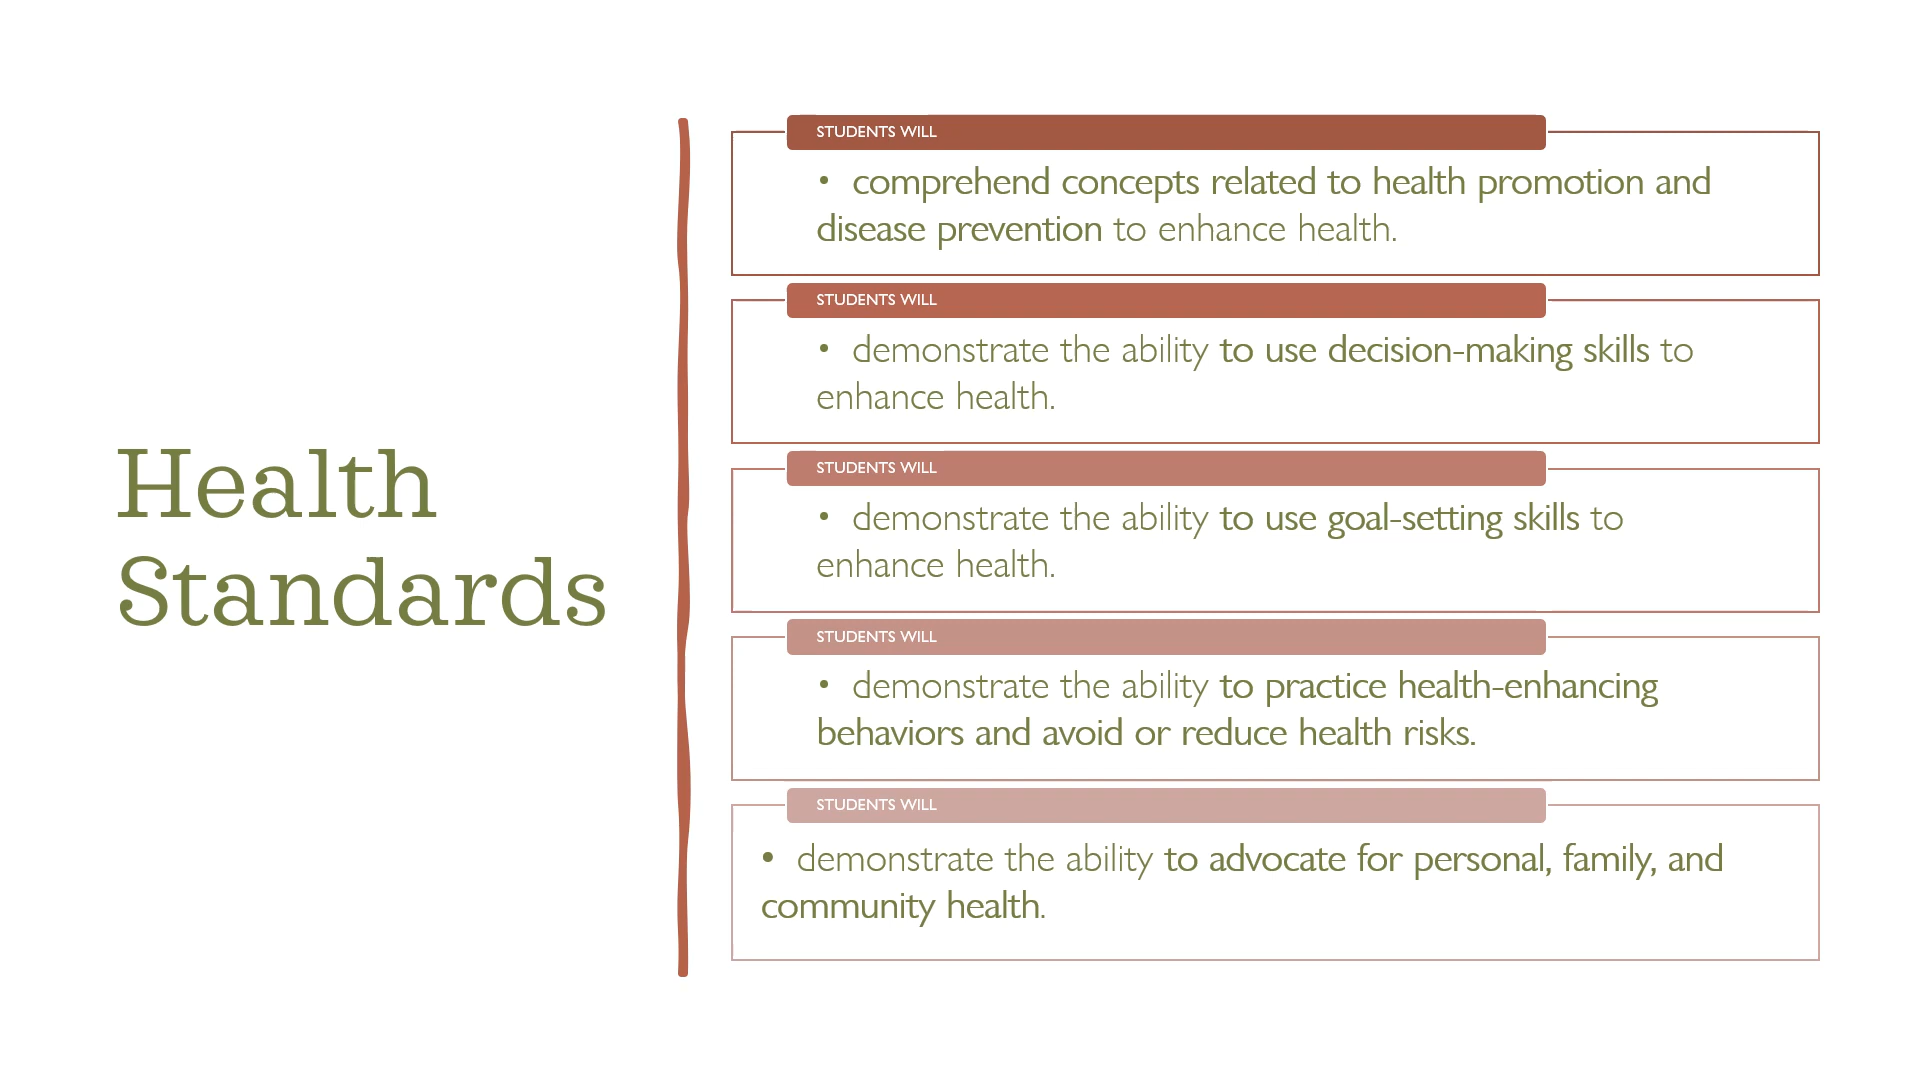 Health
Standards
STUDENTS WILL
• comprehend concepts related to health promotion and
disease prevention to enhance health.
STUDENTS WILL
• demonstrate the ability to use decision-making skills to
enhance health.
STUDENTS WILL
• demonstrate the ability to use goal-setting skills to
enhance health.
STUDENTS WILL
• demonstrate the ability to practice health-enhancing
behaviors and avoid or reduce health risks.
STUDENTS WILL
• demonstrate the ability to advocate for personal, family, and
community health.